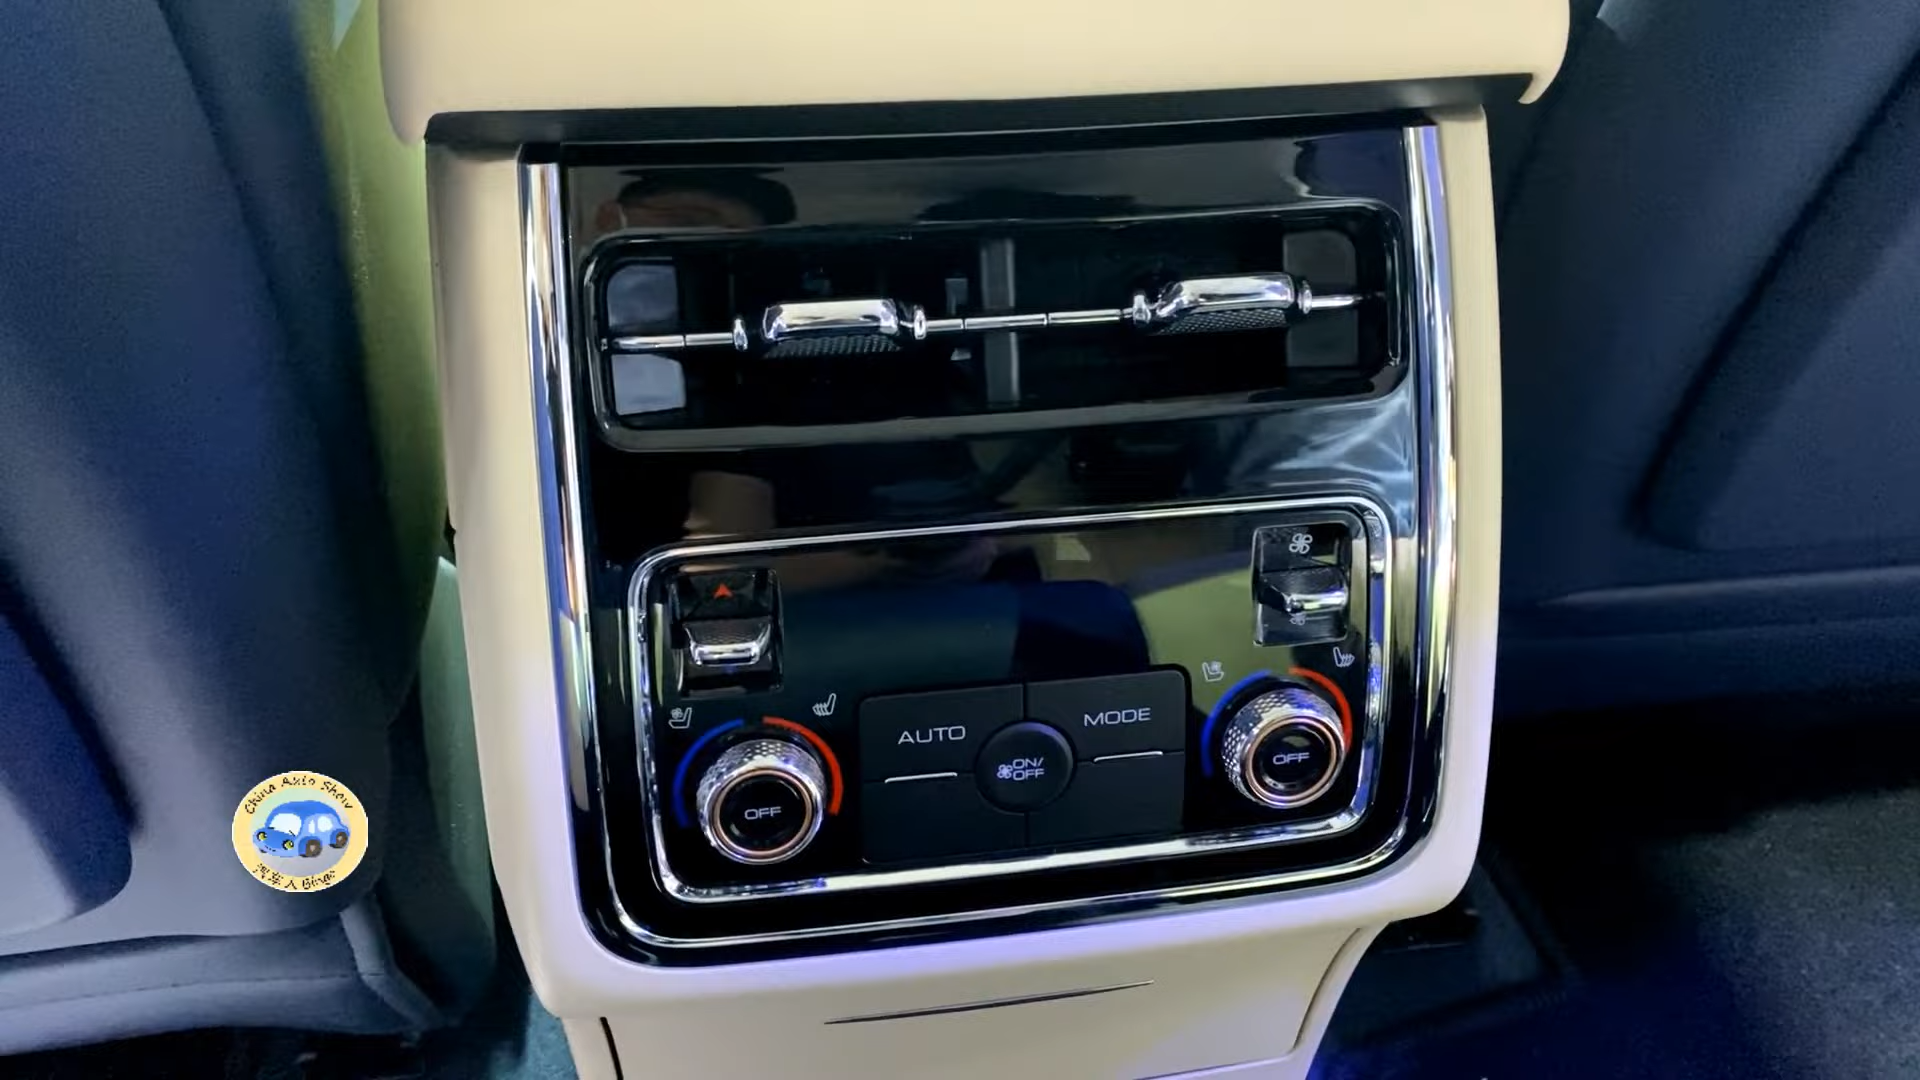 AUTO
MODE
ON/
OFF
OFF
OFF
China Auto Show
汽车人Bingo